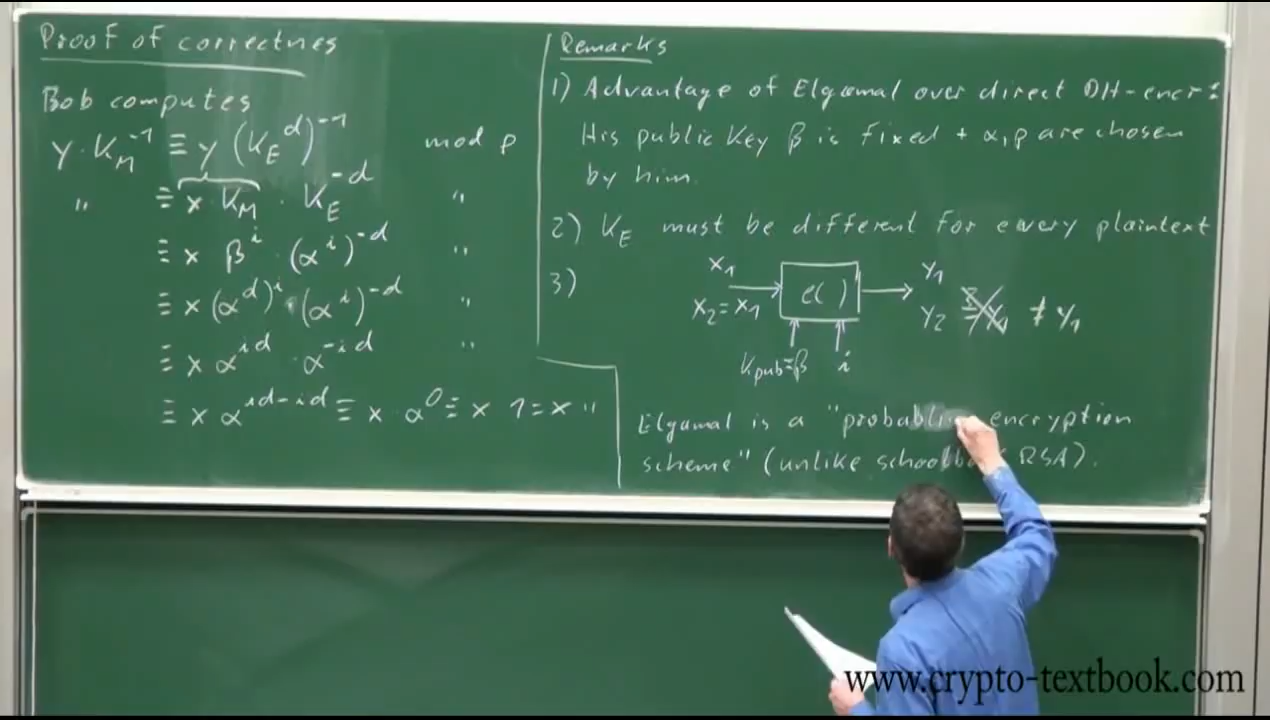 Proof of correctnes
Bob computes
y · K_M^-1 ≡ y (K_E^d)^-1 mod p
" ≡ x · K_M · K_E^-d "
≡ x β^i · (α^i)^-d "
≡ x (α^d)^i · (α^i)^-d "
≡ x α^id · α^-id "
≡ x α^id-id ≡ x · α^0 ≡ x 1 = x "
Remarks
1) Advantage of Elgamal over direct DH-encr:
His public key β is fixed + α, p are chosen
by him.
2) K_E must be different for every plaintext
3)
x_1
e( )
y_1
x_2 = x_1
y_2 ≠ y_1
K_pub = β i
Elgamal is a "probabli encryption
scheme" (unlike schoolb RSA).
www.crypto-textbook.com